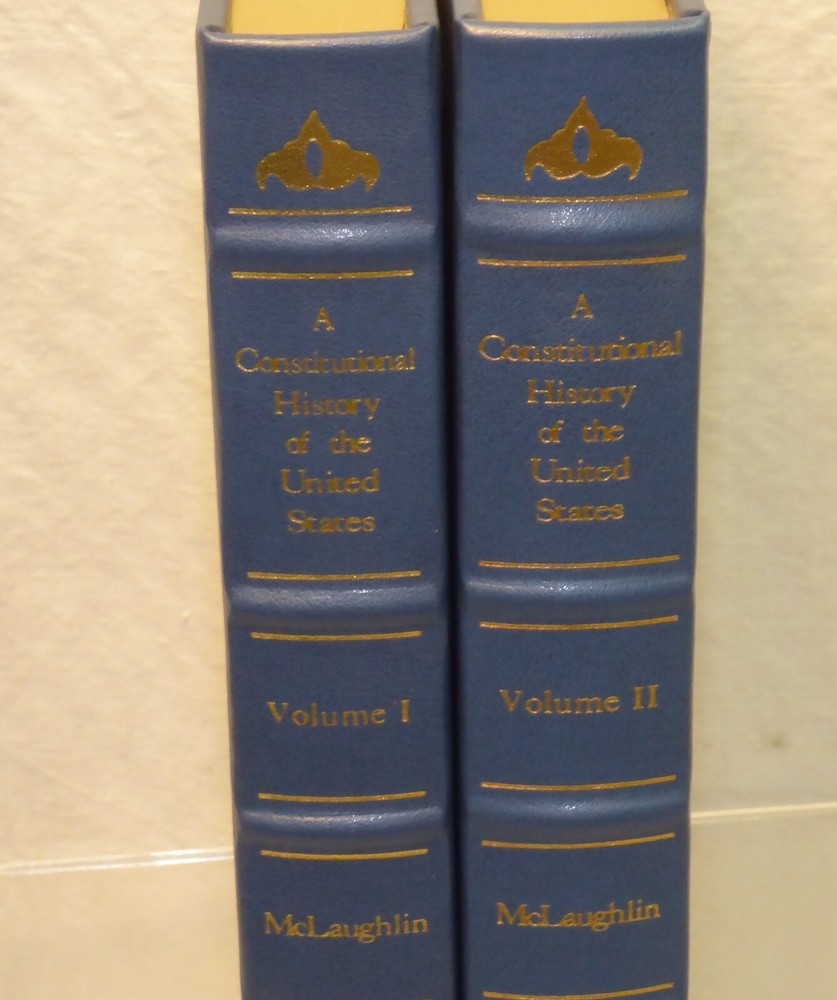 A
Constitutional
History
of the
United
States
Volume I
McLaughlin
A
Constitutional
History
of the
United
States
Volume II
McLaughlin